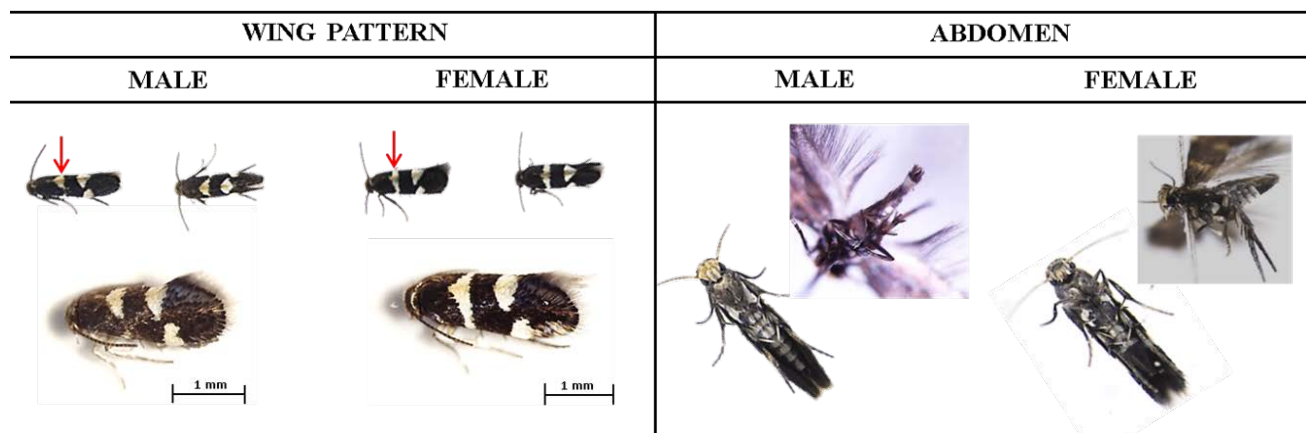 WING PATTERN
ABDOMEN
MALE
FEMALE
MALE
FEMALE
1 mm
1 mm